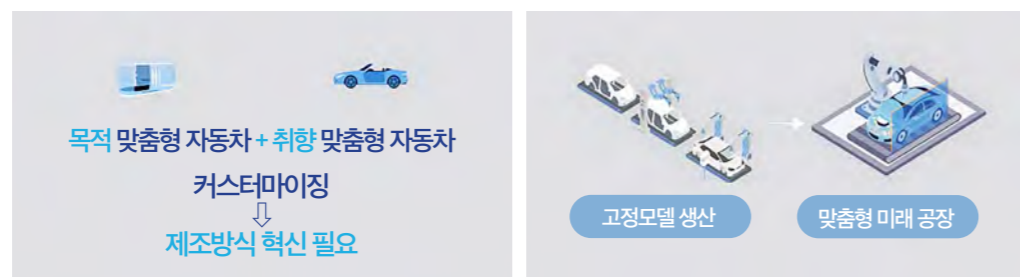 목적 맞춤형 자동차 + 취향 맞춤형 자동차
커스터마이징
제조방식 혁신 필요
고정모델 생산
맞춤형 미래 공장